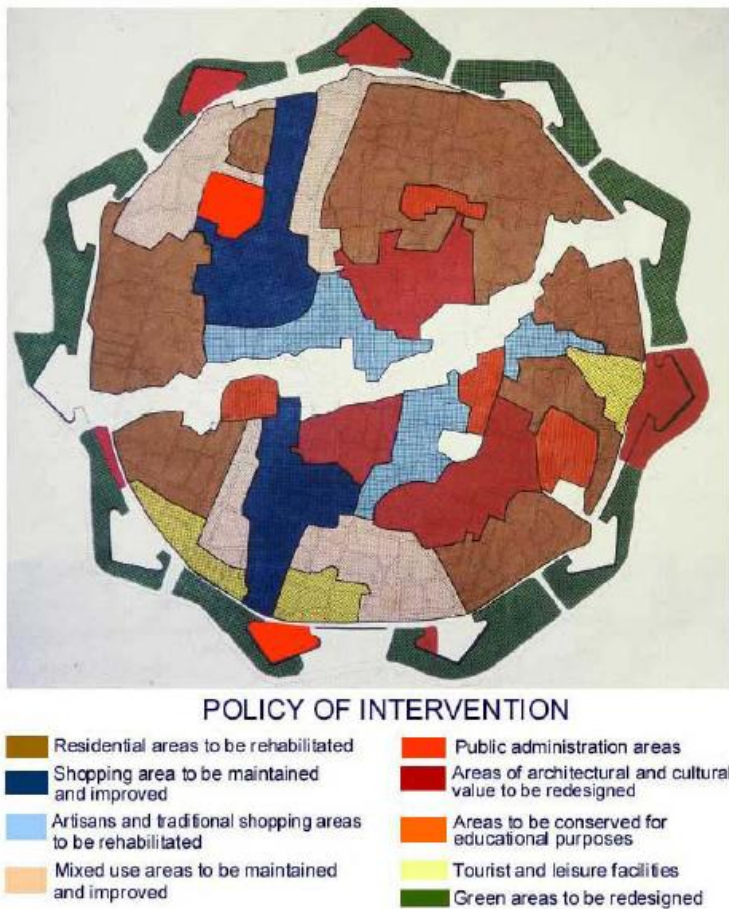 POLICY OF INTERVENTION
Residential areas to be rehabilitated
Shopping area to be maintained
and improved
Artisans and traditional shopping areas
to be rehabilitated
Mixed use areas to be maintained
and improved
Public administration areas
Areas of architectural and cultural
value to be redesigned
Areas to be conserved for
educational purposes
Tourist and leisure facilities
Green areas to be redesigned